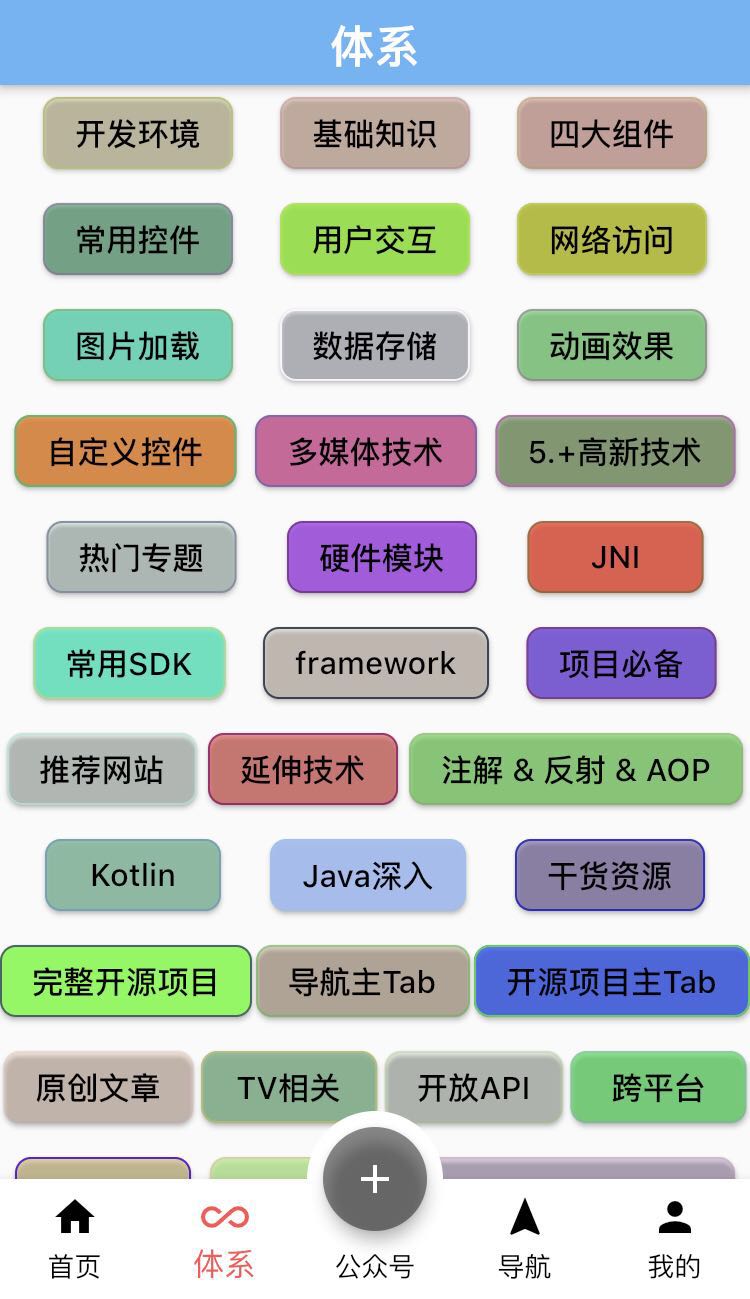 体系
开发环境 基础知识 四大组件
常用控件 用户交互 网络访问
图片加载 数据存储 动画效果
自定义控件 多媒体技术 5.+高新技术
热门专题 硬件模块 JNI
常用SDK framework 项目必备
推荐网站 延伸技术 注解 & 反射 & AOP
Kotlin Java深入 干货资源
完整开源项目 导航主Tab 开源项目主Tab
原创文章 TV相关 开放API 跨平台
首页 体系 公众号 导航 我的